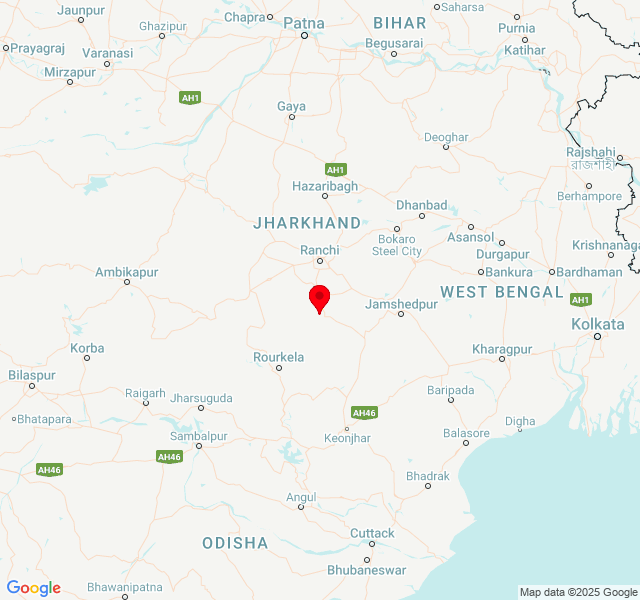 Saharsa
Jaunpur
Chapra
Patna
BIHAR
Purnia
Ghazipur
Prayagraj
Varanasi
Begusarai
Katihar
Mirzapur
AH1
Gaya
Deoghar
Rajshahi
রাজশাহী
AH1
Hazaribagh
Berhampore
Dhanbad
JHARKHAND
Bokaro
Steel City
Asansol
Durgapur
Krishnanaga
Ranchi
Ambikapur
Bankura
Bardhaman
WEST BENGAL
AH1
Jamshedpur
Kolkata
Korba
Rourkela
Kharagpur
Bilaspur
Raigarh
Jharsuguda
Baripada
Bhatapara
AH46
Digha
Sambalpur
Keonjhar
Balasore
AH46
AH46
Bhadrak
Angul
ODISHA
Cuttack
Bhubaneswar
Google
Bhawanipatna
Map data ©2025 Google